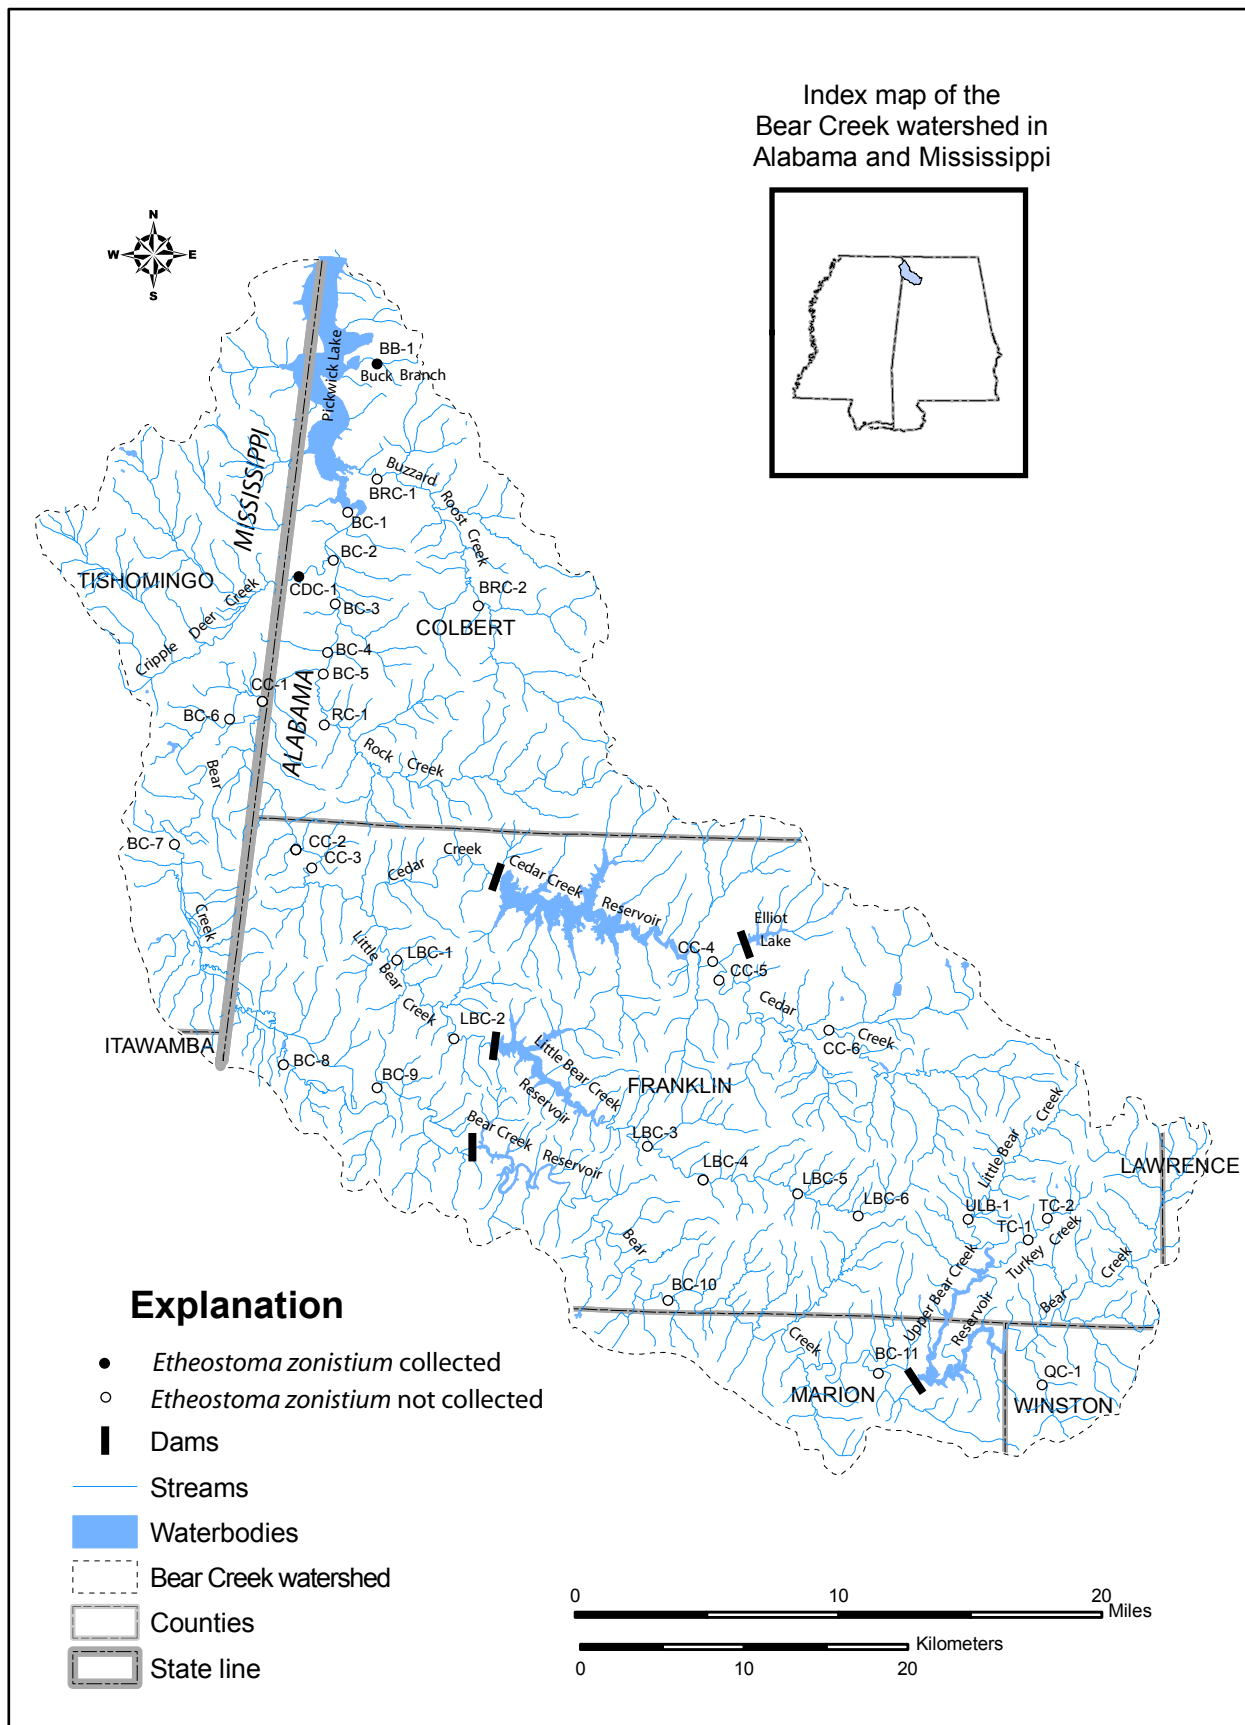 Index map of the
Bear Creek watershed in
Alabama and Mississippi
N
W
E
S
Pickwick Lake
BB-1
Buck Branch
MISSISSIPPI
Buzzard Roost Creek
BRC-1
BC-1
BC-2
TISHOMINGO
CDC-1
BRC-2
BC-3
COLBERT
Cripple Deer Creek
BC-4
BC-5
ALABAMA
CC-1
BC-6
RC-1
Rock Creek
Bear
BC-7
CC-2
CC-3
Cedar Creek
Cedar Creek Reservoir
Elliot
Lake
Creek
CC-4
CC-5
LBC-1
Little Bear Creek
Cedar Creek
LBC-2
CC-6
ITAWAMBA
BC-8
BC-9
Little Bear Creek
Reservoir
FRANKLIN
Bear Creek Reservoir
LBC-3
LBC-4
LBC-5
LBC-6
Little Bear Creek
LAWRENCE
ULB-1
TC-2
TC-1
Turkey Creek
Bear
Bear Creek
Upper Bear Creek
Reservoir
BC-10
Creek
BC-11
MARION
QC-1
WINSTON
Explanation
Etheostoma zonistium collected
Etheostoma zonistium not collected
Dams
Streams
Waterbodies
Bear Creek watershed
Counties
State line
0 10 20
Miles
Kilometers
0 10 20